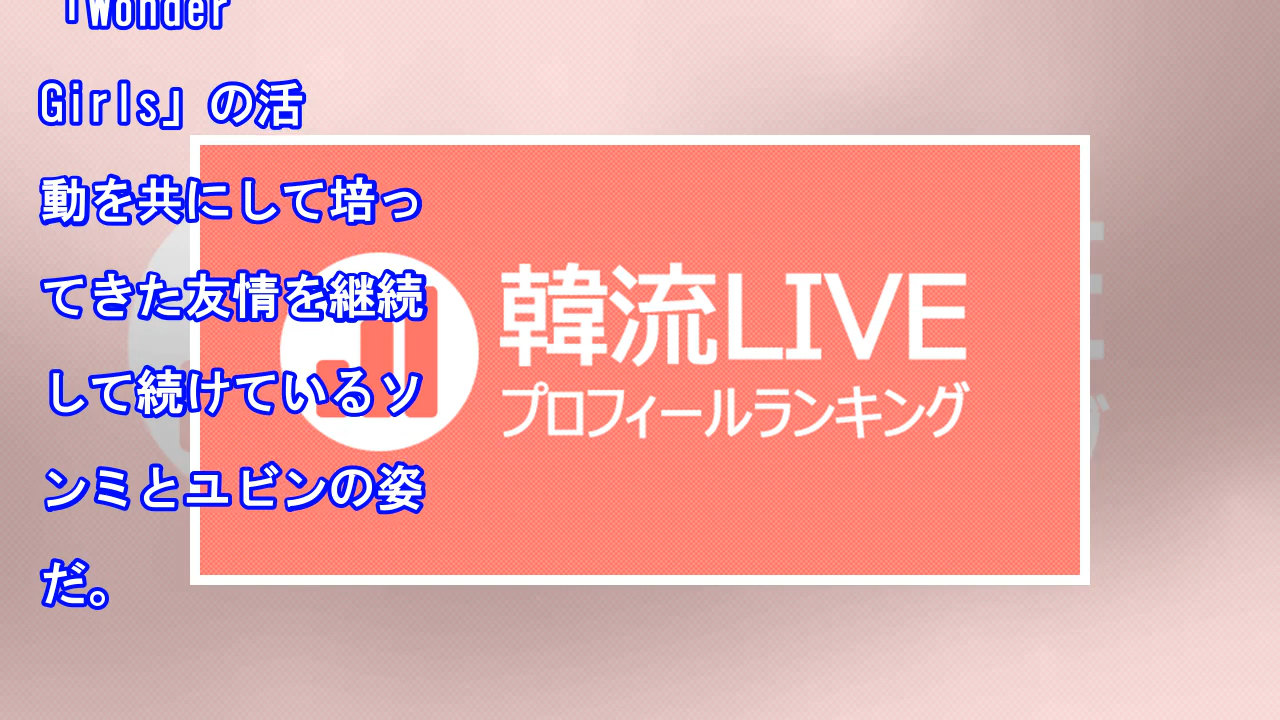 「Wonder
Girls」の活
動を共にして培っ
てきた友情を継続
して続けているソ
ンミとユビンの姿
だ。
韓流LIVE
プロフィールランキング